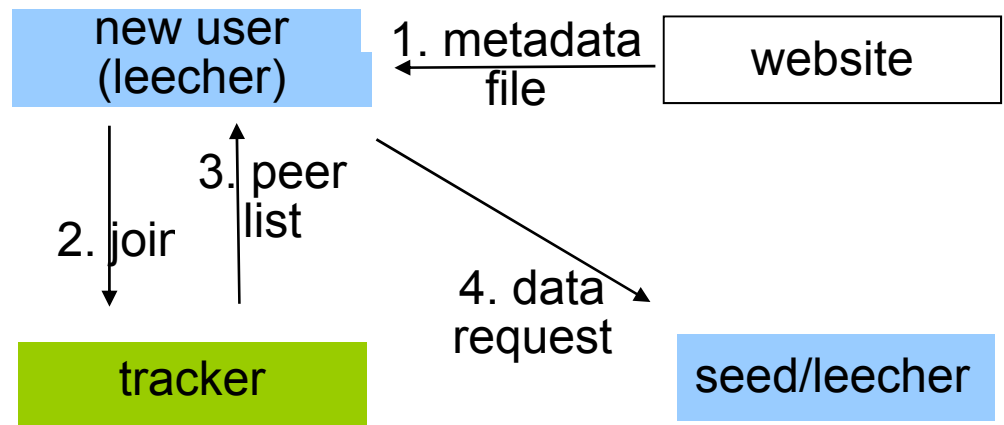 new user
(leecher)
1. metadata
file
website
3. peer
list
2. join
4. data
request
tracker
seed/leecher